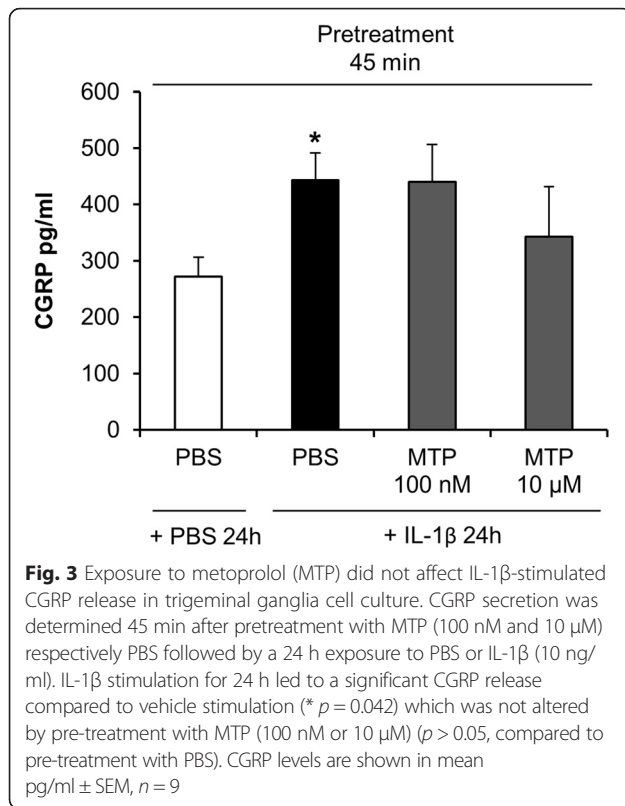 Pretreatment
45 min
600
500
400
300
200
100
0
CGRP pg/ml
*
PBS PBS MTP MTP
100 nM 10 µM
+ PBS 24h + IL-1β 24h
Fig. 3 Exposure to metoprolol (MTP) did not affect IL-1β-stimulated
CGRP release in trigeminal ganglia cell culture. CGRP secretion was
determined 45 min after pretreatment with MTP (100 nM and 10 μM)
respectively PBS followed by a 24 h exposure to PBS or IL-1β (10 ng/
ml). IL-1β stimulation for 24 h led to a significant CGRP release
compared to vehicle stimulation (* p = 0.042) which was not altered
by pre-treatment with MTP (100 nM or 10 μM) (p > 0.05, compared to
pre-treatment with PBS). CGRP levels are shown in mean
pg/ml ± SEM, n = 9